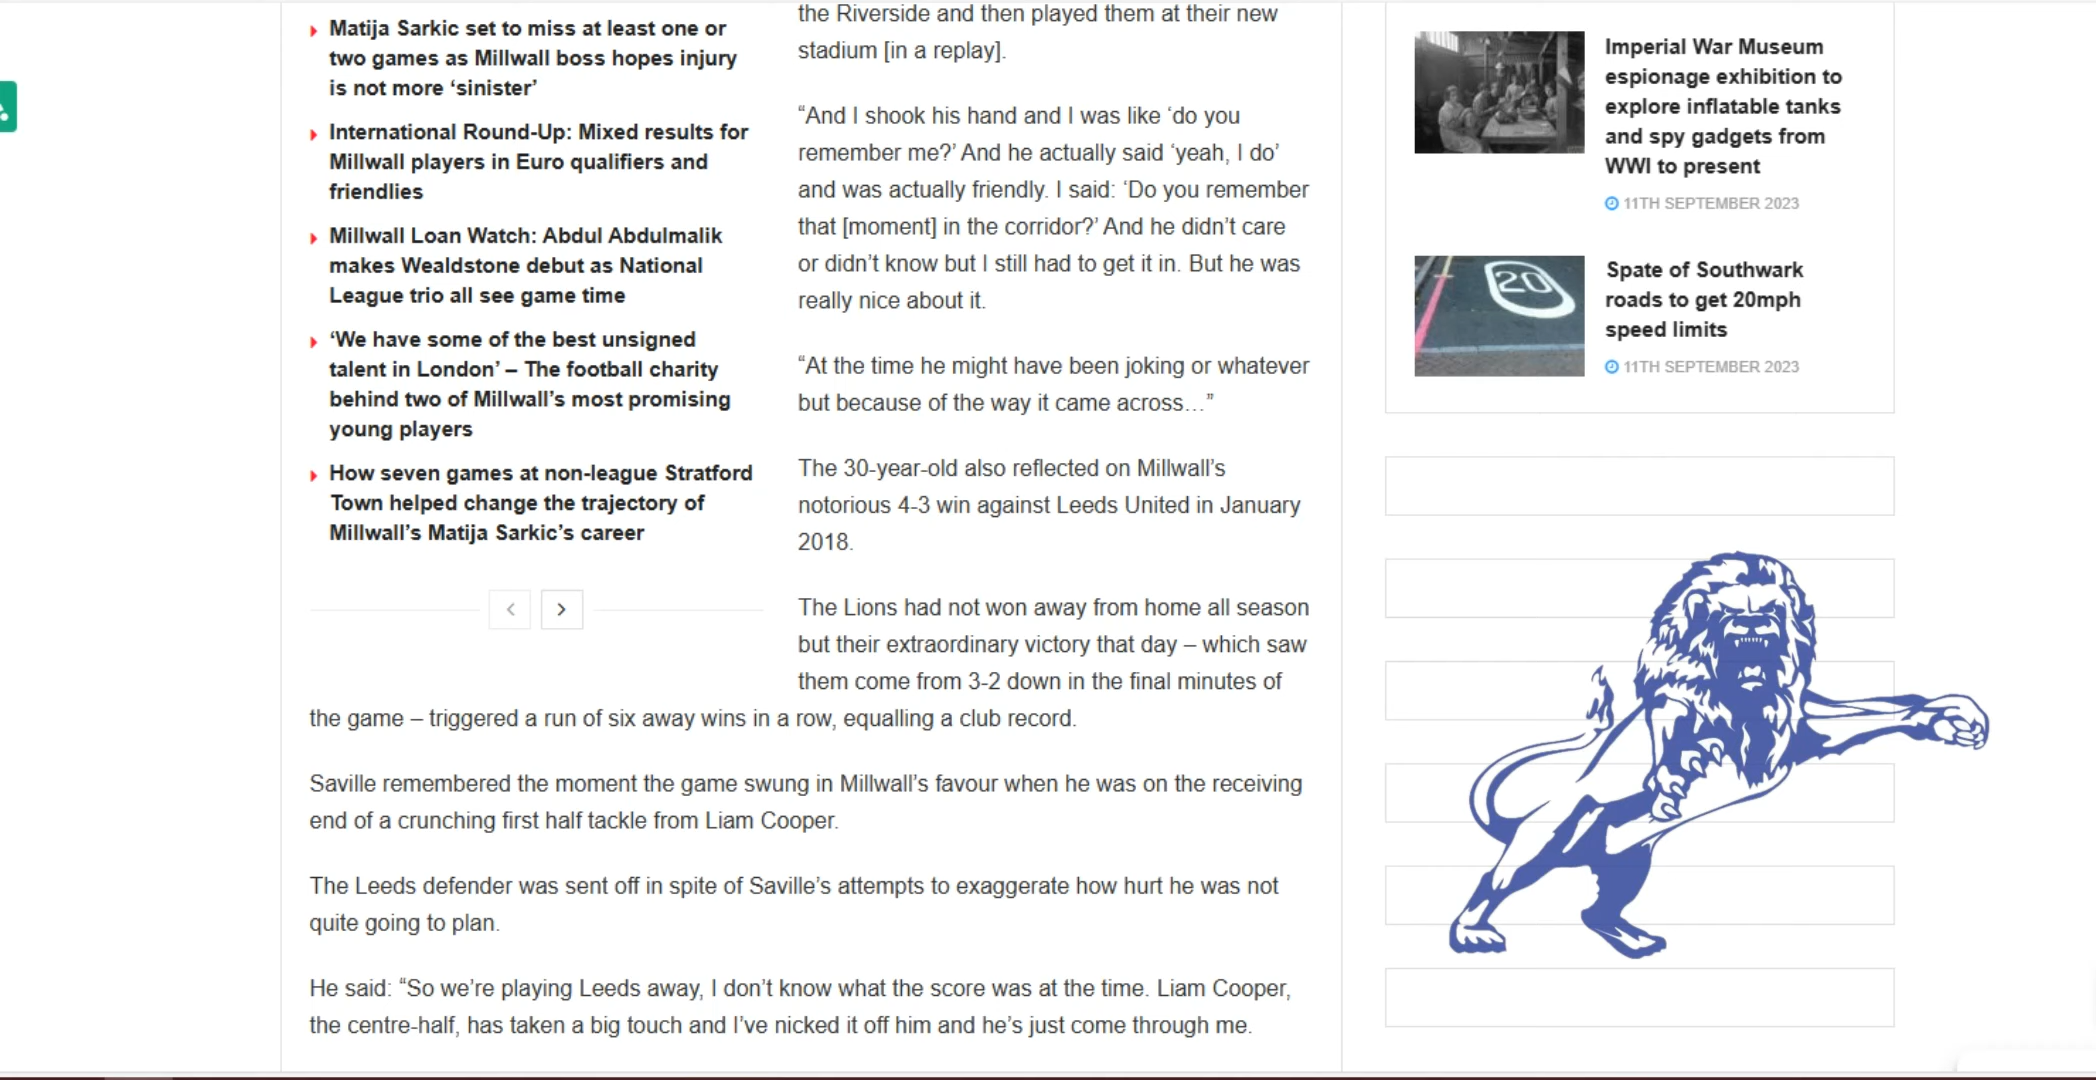 Matija Sarkic set to miss at least one or
two games as Millwall boss hopes injury
is not more ‘sinister’
International Round-Up: Mixed results for
Millwall players in Euro qualifiers and
friendlies
Millwall Loan Watch: Abdul Abdulmalik
makes Wealdstone debut as National
League trio all see game time
‘We have some of the best unsigned
talent in London’ – The football charity
behind two of Millwall’s most promising
young players
How seven games at non-league Stratford
Town helped change the trajectory of
Millwall’s Matija Sarkic’s career
the Riverside and then played them at their new
stadium [in a replay].
“And I shook his hand and I was like ‘do you
remember me?’ And he actually said ‘yeah, I do’
and was actually friendly. I said: ‘Do you remember
that [moment] in the corridor?’ And he didn’t care
or didn’t know but I still had to get it in. But he was
really nice about it.
“At the time he might have been joking or whatever
but because of the way it came across…”
The 30-year-old also reflected on Millwall’s
notorious 4-3 win against Leeds United in January
2018.
The Lions had not won away from home all season
but their extraordinary victory that day – which saw
them come from 3-2 down in the final minutes of
the game – triggered a run of six away wins in a row, equalling a club record.
Saville remembered the moment the game swung in Millwall’s favour when he was on the receiving
end of a crunching first half tackle from Liam Cooper.
The Leeds defender was sent off in spite of Saville’s attempts to exaggerate how hurt he was not
quite going to plan.
He said: “So we’re playing Leeds away, I don’t know what the score was at the time. Liam Cooper,
the centre-half, has taken a big touch and I’ve nicked it off him and he’s just come through me.
Imperial War Museum
espionage exhibition to
explore inflatable tanks
and spy gadgets from
WWI to present
11TH SEPTEMBER 2023
20
Spate of Southwark
roads to get 20mph
speed limits
11TH SEPTEMBER 2023